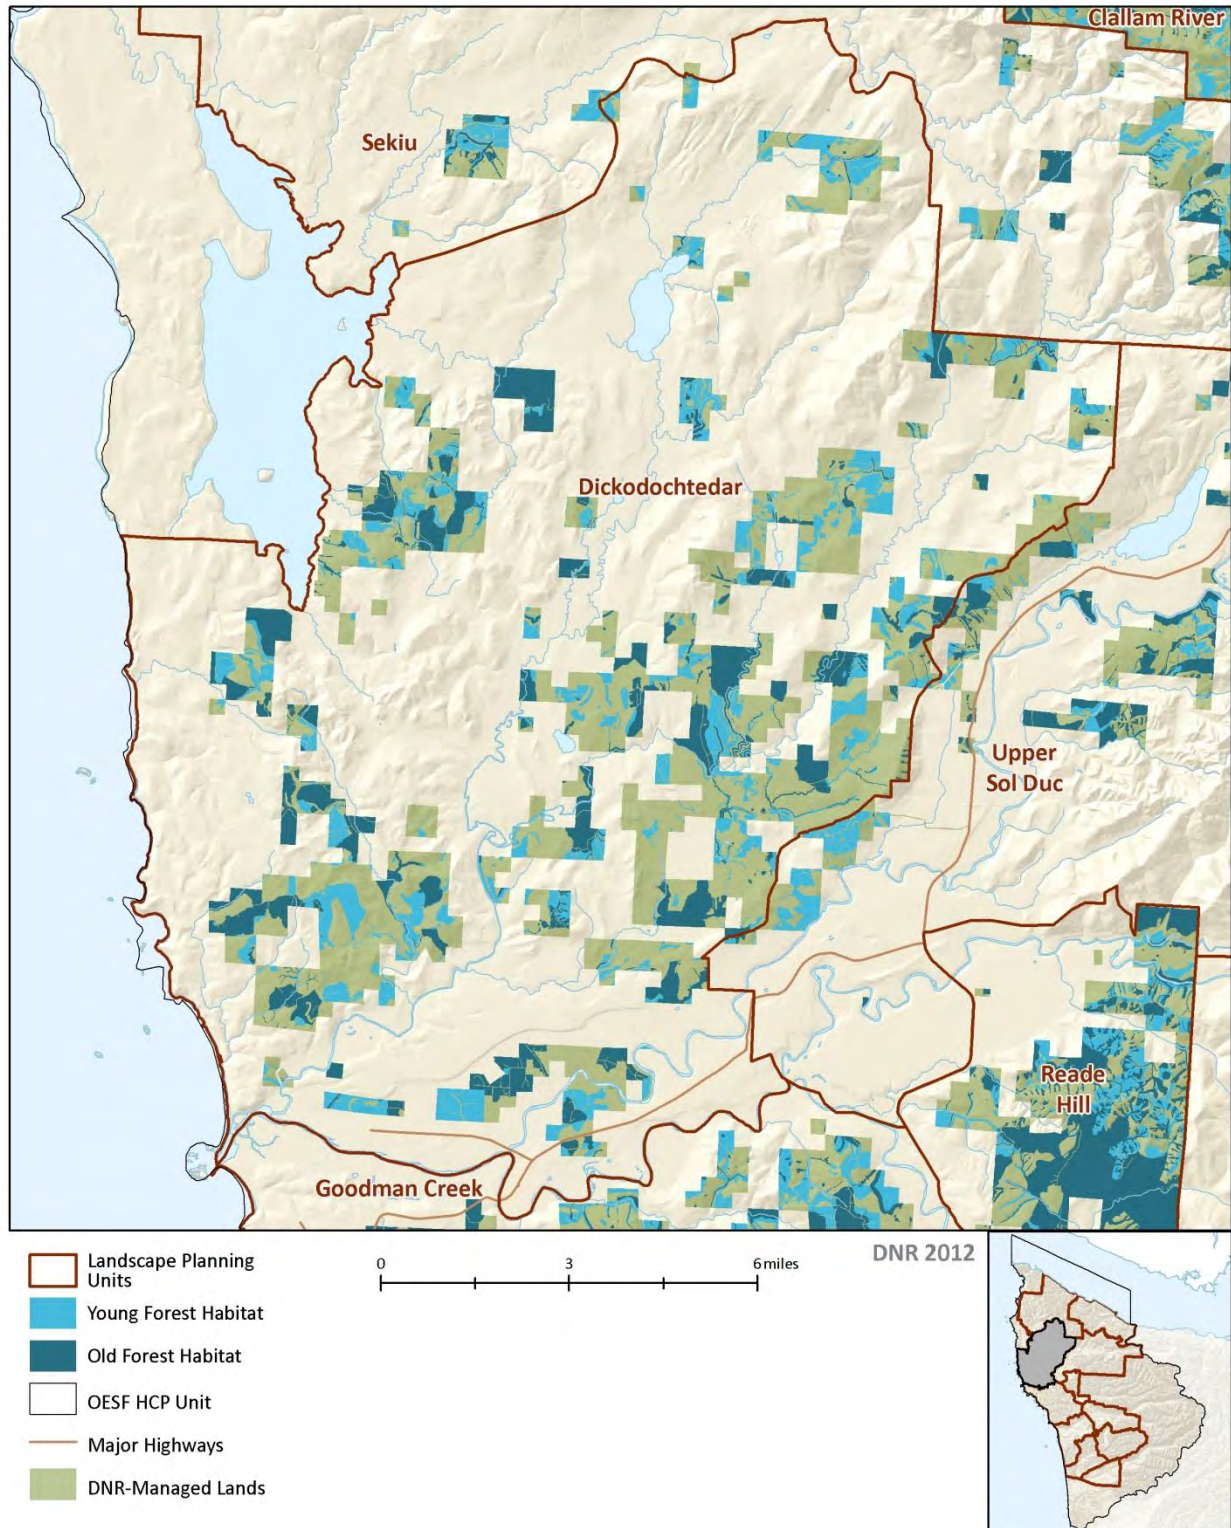 Clallam River
Sekiu
Dickodochtedar
Upper
Sol Duc
Reade
Hill
Goodman Creek
DNR 2012
Landscape Planning
Units
Young Forest Habitat
Old Forest Habitat
OESF HCP Unit
Major Highways
DNR-Managed Lands
0 3 6 miles